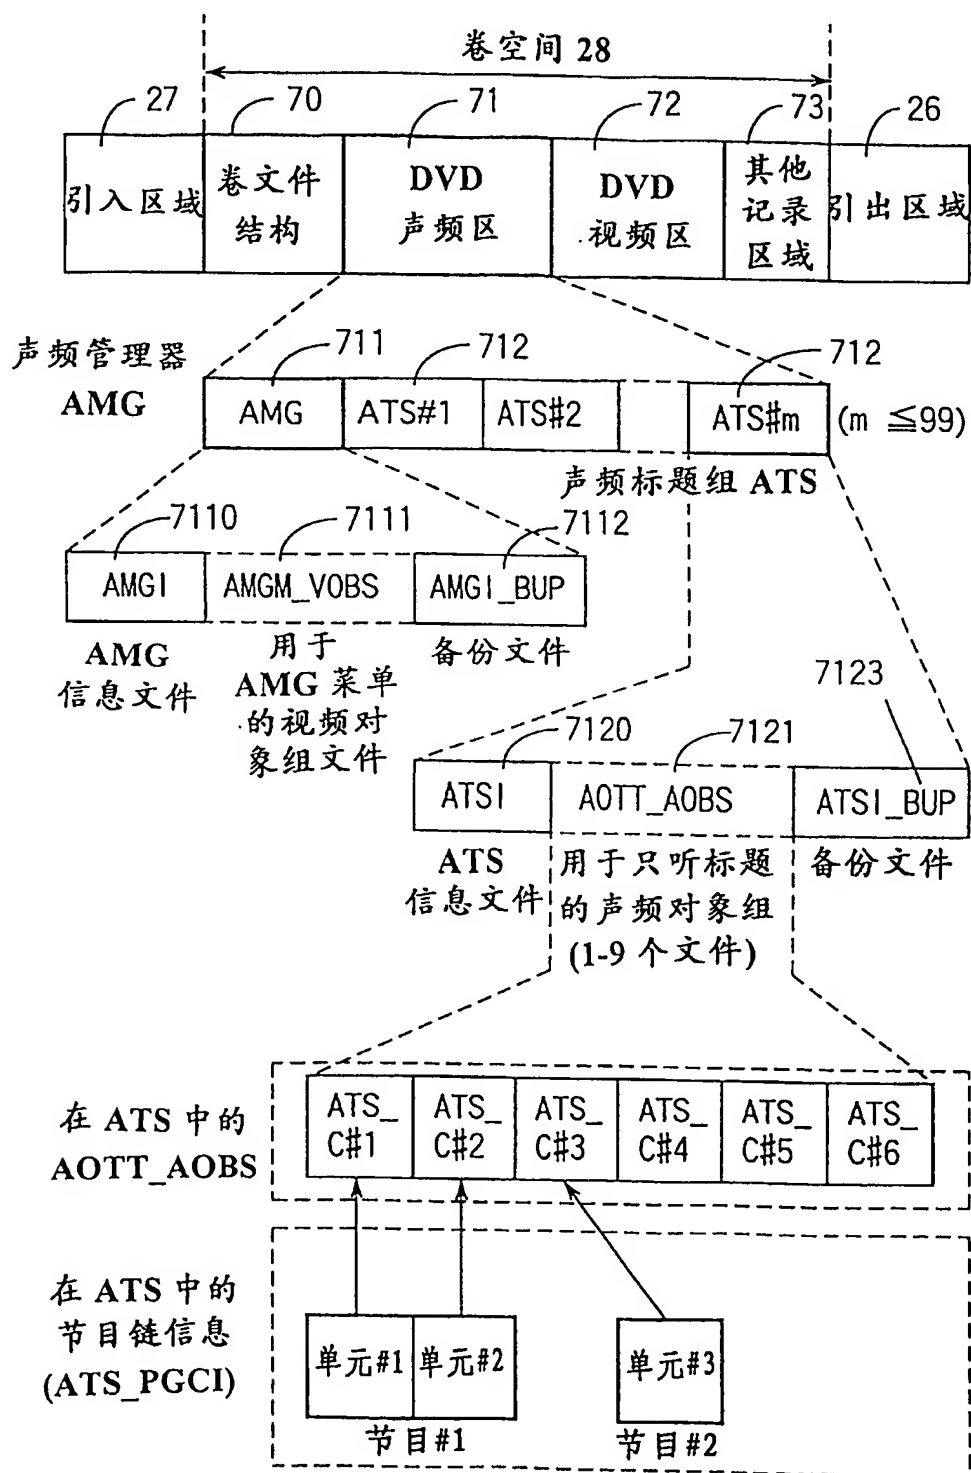 卷空间 28
27
70
71
72
73
26
引入区域
卷文件
结构
DVD
声频区
DVD
视频区
其他
记录
区域
引出区域
声频管理器
AMG
711
712
712
AMG
ATS#1
ATS#2
ATS#m
(m ≦99)
声频标题组 ATS
7110
7111
7112
AMGI
AMGM_VOBS
AMGI_BUP
AMG
信息文件
用于
AMG 菜单
的视频对
象组文件
备份文件
7120
7121
7123
ATSI
AOTT_AOBS
ATSI_BUP
ATS
信息文件
用于只听标题
的声频对象组
(1-9 个文件)
备份文件
在 ATS 中的
AOTT_AOBS
ATS_
C#1
ATS_
C#2
ATS_
C#3
ATS_
C#4
ATS_
C#5
ATS_
C#6
在 ATS 中的
节目链信息
(ATS_PGCI)
单元#1
单元#2
单元#3
节目#1
节目#2